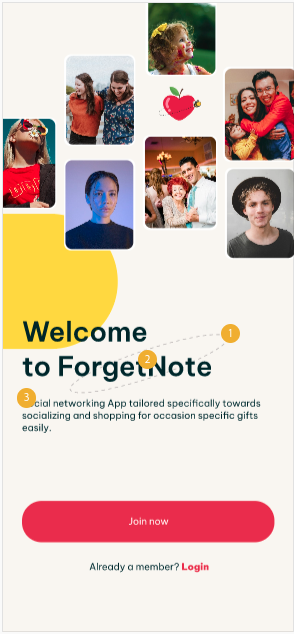 Welcome
1
to ForgetNote
2
3
cial networking App tailored specifically towards
socializing and shopping for occasion specific gifts
easily.
Join now
Already a member? Login